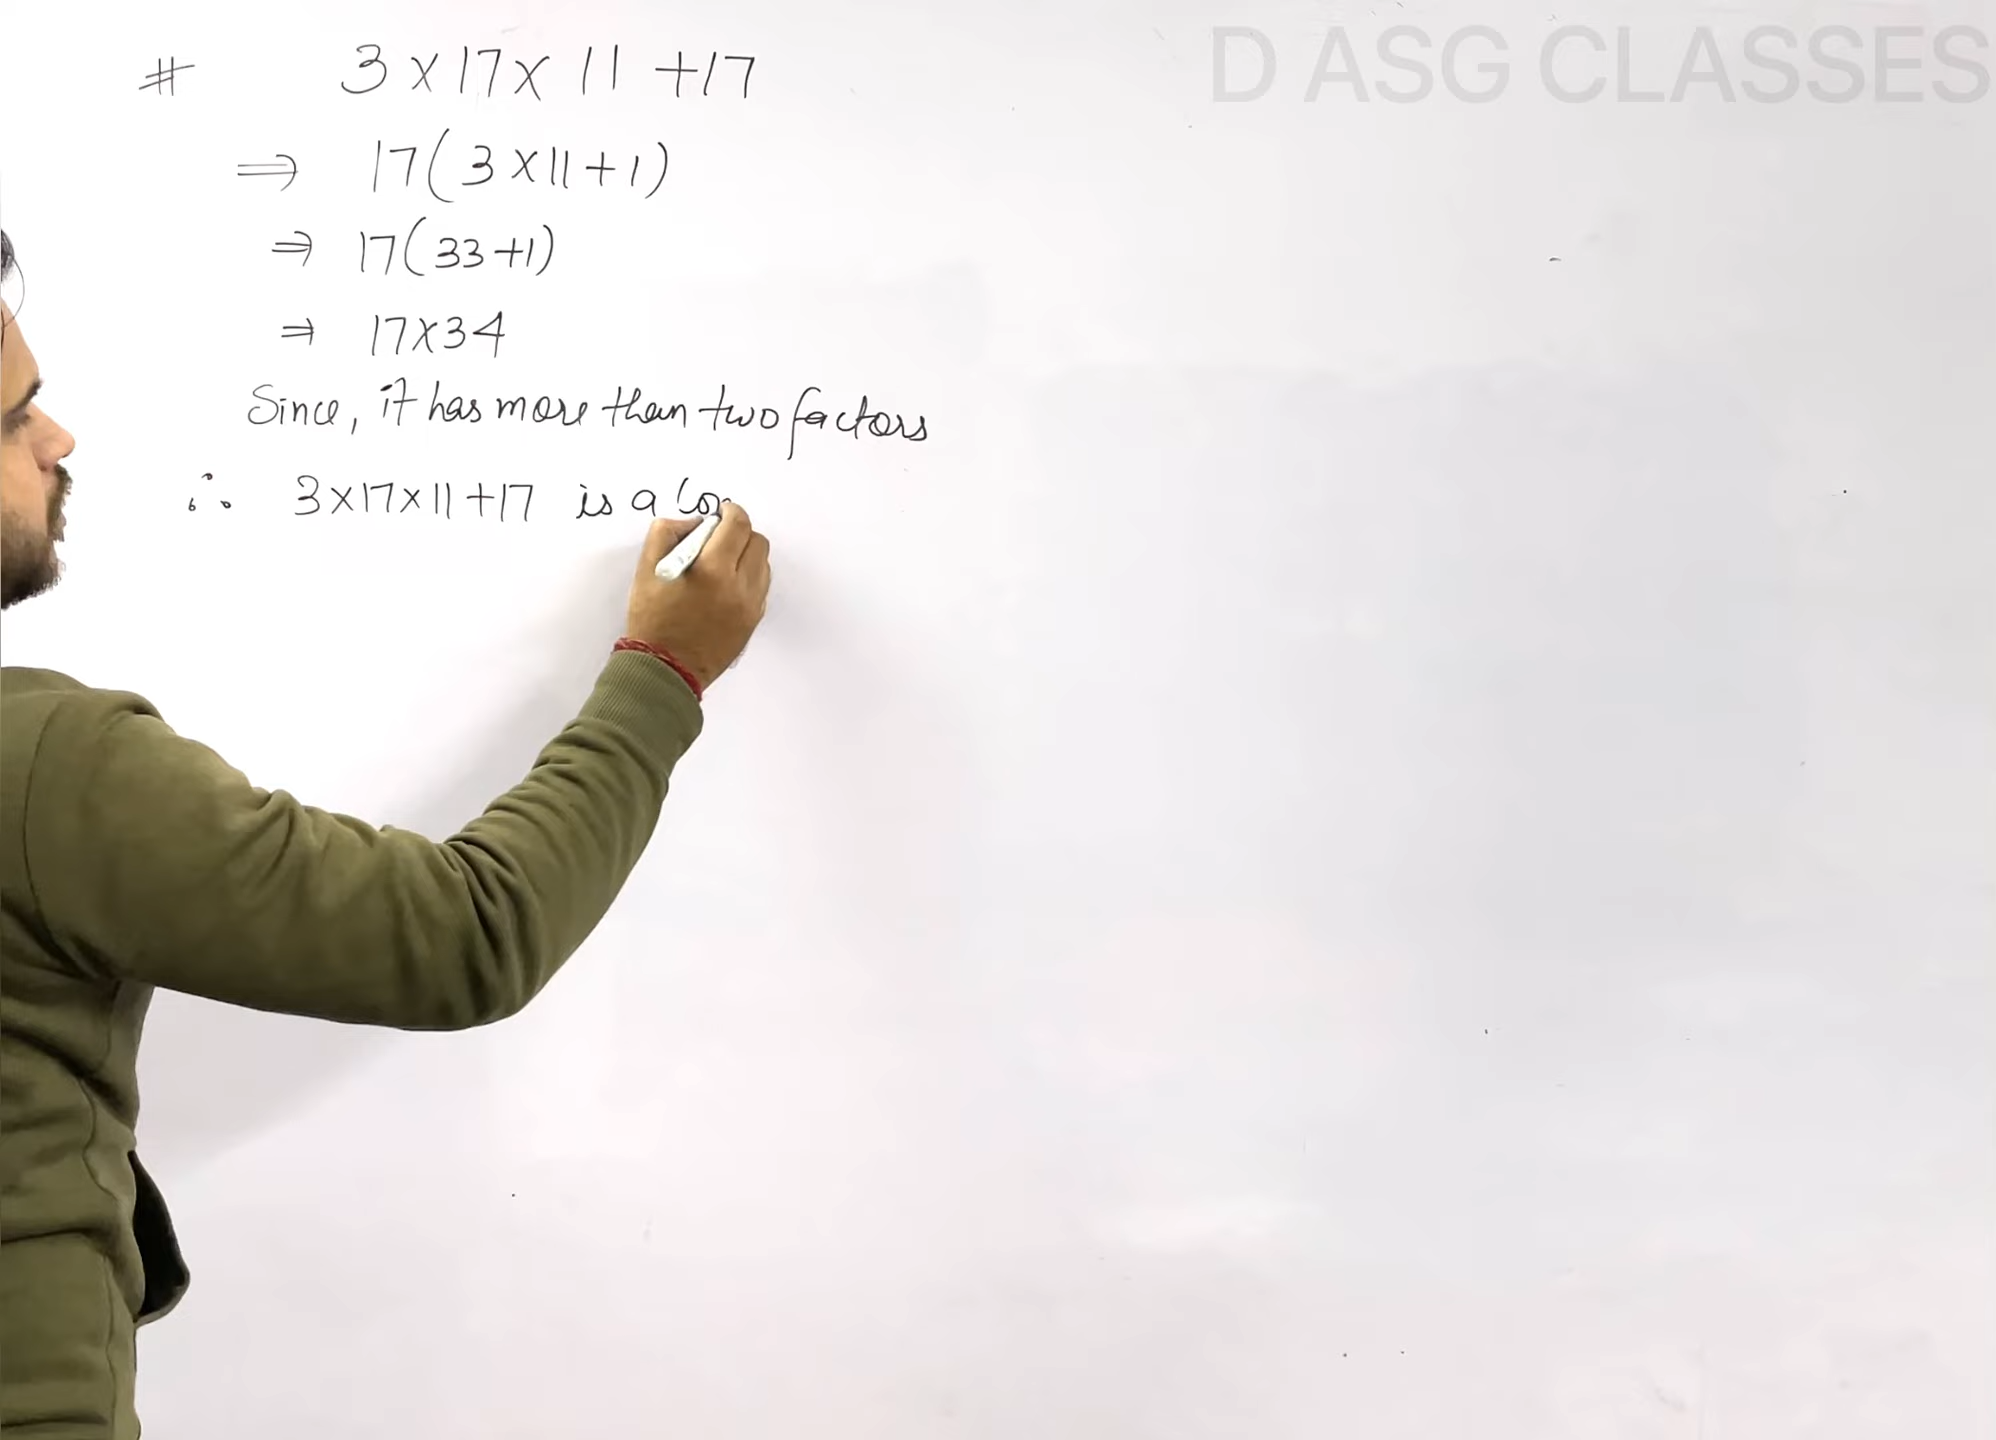 D ASG CLASSES
# 3 × 17 × 11 + 17
⇒ 17(3 × 11 + 1)
⇒ 17(33 + 1)
⇒ 17 × 34
Since, it has more than two factors
∴ 3 × 17 × 11 + 17 is a